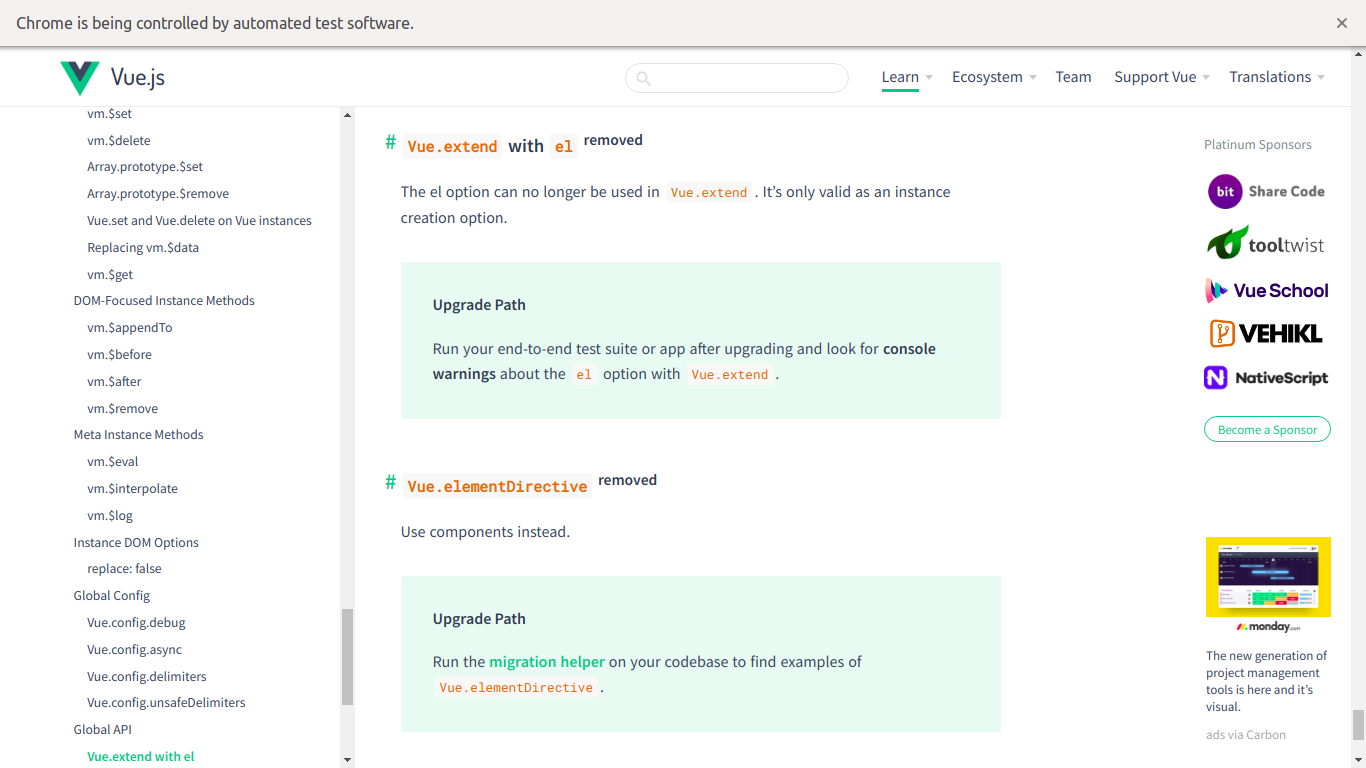 Chrome is being controlled by automated test software.
Vue.js
Learn
Ecosystem
Team
Support Vue
Translations
vm.$set
vm.$delete
Array.prototype.$set
Array.prototype.$remove
Vue.set and Vue.delete on Vue instances
Replacing vm.$data
vm.$get
DOM-Focused Instance Methods
vm.$appendTo
vm.$before
vm.$after
vm.$remove
Meta Instance Methods
vm.$eval
vm.$interpolate
vm.$log
Instance DOM Options
replace: false
Global Config
Vue.config.debug
Vue.config.async
Vue.config.delimiters
Vue.config.unsafeDelimiters
Global API
Vue.extend with el
# Vue.extend with el removed
The el option can no longer be used in Vue.extend. It’s only valid as an instance
creation option.
Upgrade Path
Run your end-to-end test suite or app after upgrading and look for console
warnings about the el option with Vue.extend.
# Vue.elementDirective removed
Use components instead.
Upgrade Path
Run the migration helper on your codebase to find examples of
Vue.elementDirective.
Platinum Sponsors
bit Share Code
tooltwist
Vue School
VEHIKL
NativeScript
Become a Sponsor
monday.com
The new generation of
project management
tools is here and it’s
visual.
ads via Carbon